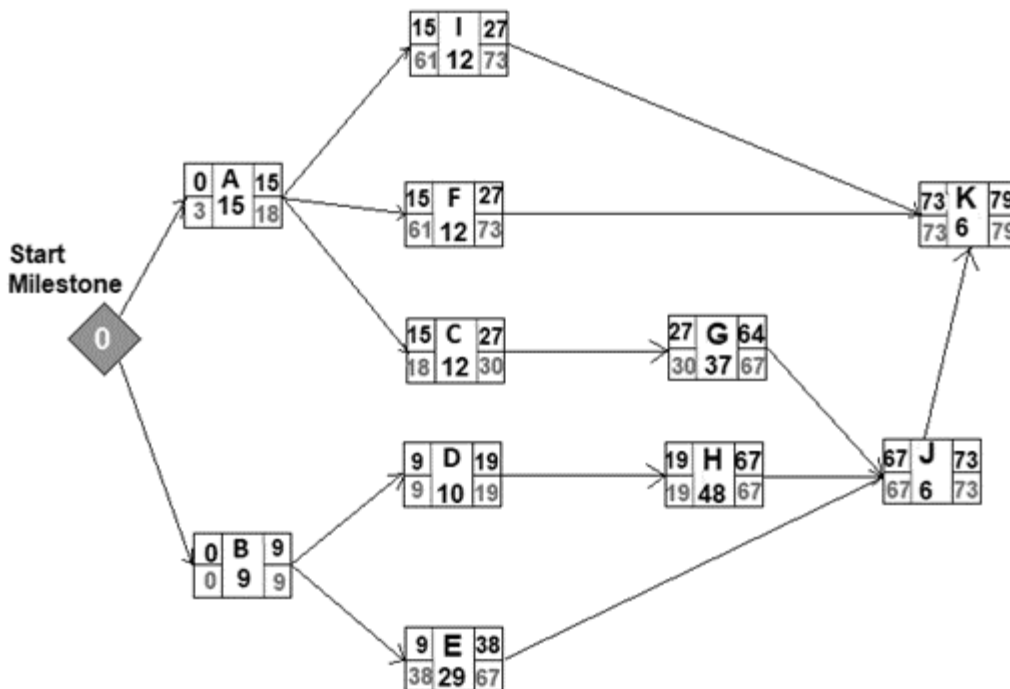 15 I 27
61 12 73
0 A 15
3 15 18
15 F 27
61 12 73
73 K 79
73 6 79
Start
Milestone
0
15 C 27
18 12 30
27 G 64
30 37 67
9 D 19
9 10 19
19 H 67
19 48 67
67 J 73
67 6 73
0 B 9
0 9 9
9 E 38
38 29 67